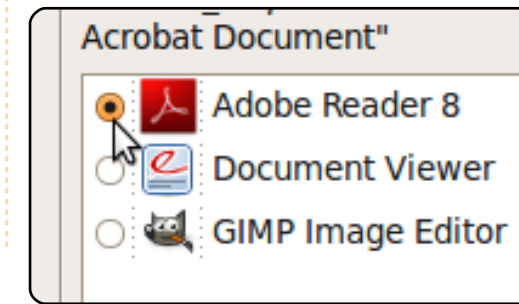 Acrobat Document"
Adobe Reader 8
Document Viewer
GIMP Image Editor